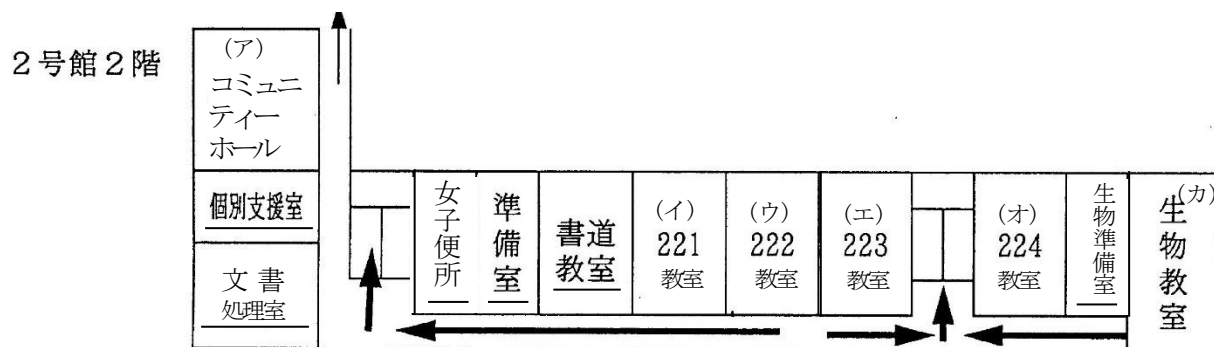 2号館2階
(ア)
コミュニ
ティー
ホール
個別支援室
文書
処理室
女子便所
準備室
書道
教室
(イ)
221
教室
(ウ)
222
教室
(エ)
223
教室
(オ)
224
教室
生物準備室
(カ)
生物教室